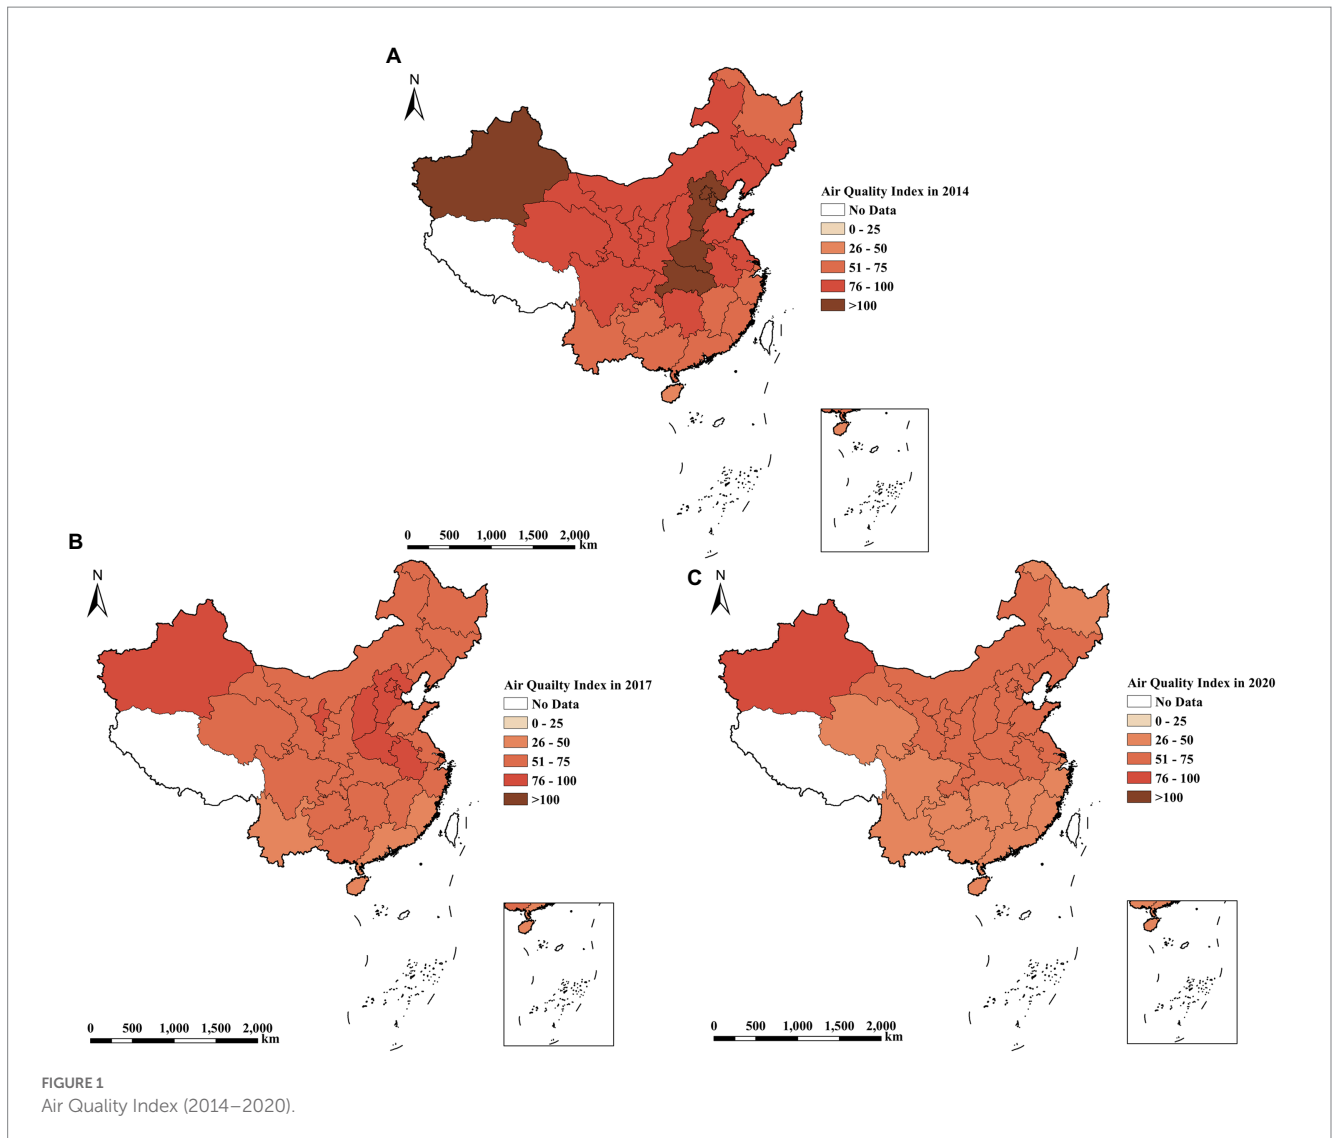 A
N
Air Quality Index in 2014
No Data
0 - 25
26 - 50
51 - 75
76 - 100
>100
0 500 1,000 1,500 2,000
km
B
N
Air Quailty Index in 2017
No Data
0 - 25
26 - 50
51 - 75
76 - 100
>100
0 500 1,000 1,500 2,000
km
C
N
Air Quality Index in 2020
No Data
0 - 25
26 - 50
51 - 75
76 - 100
>100
0 500 1,000 1,500 2,000
km
FIGURE 1
Air Quality Index (2014–2020).